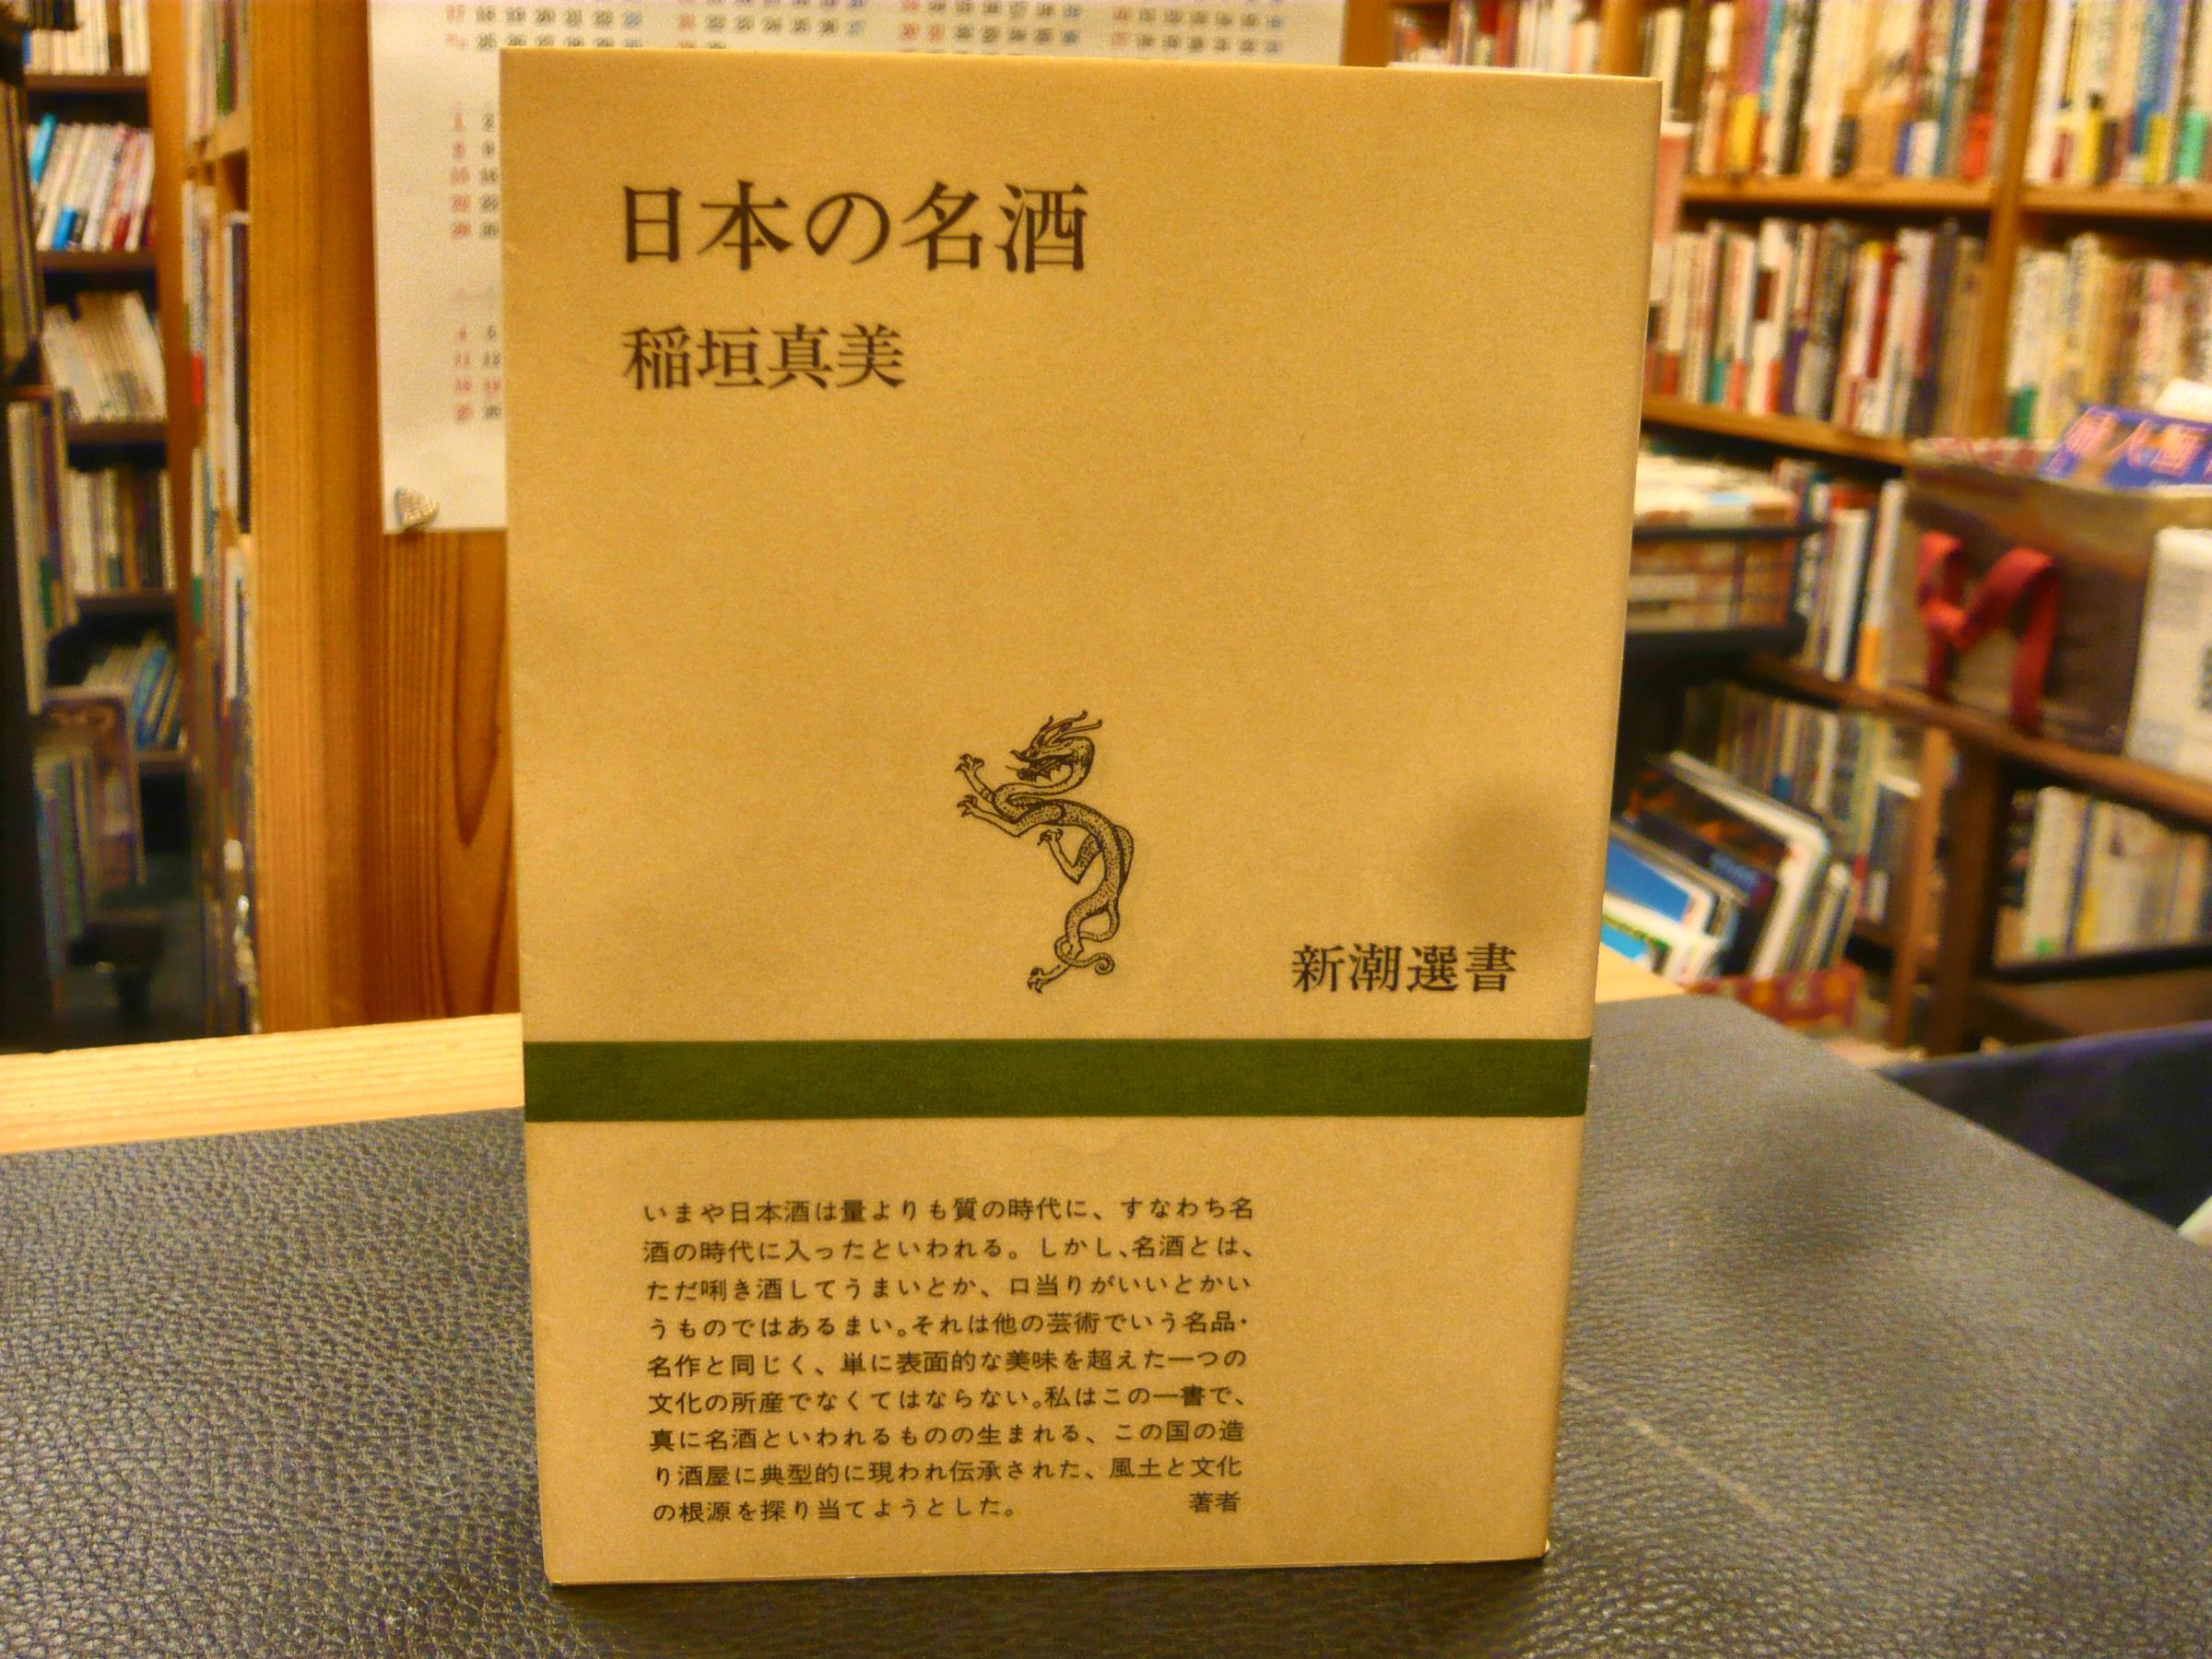 日本の名酒
稲垣真美
新潮選書
いまや日本酒は量よりも質の時代に、すなわち名
酒の時代に入ったといわれる。しかし、名酒とは、
ただ唎き酒してうまいとか、口当りがいいとかい
うものではあるまい。それは他の芸術でいう名品・
名作と同じく、単に表面的な美味を超えた一つの
文化の所産でなくてはならない。私はこの一書で、
真に名酒といわれるものの生まれる、この国の造
り酒屋に典型的に現われ伝承された、風土と文化
の根源を探り当てようとした。 著者